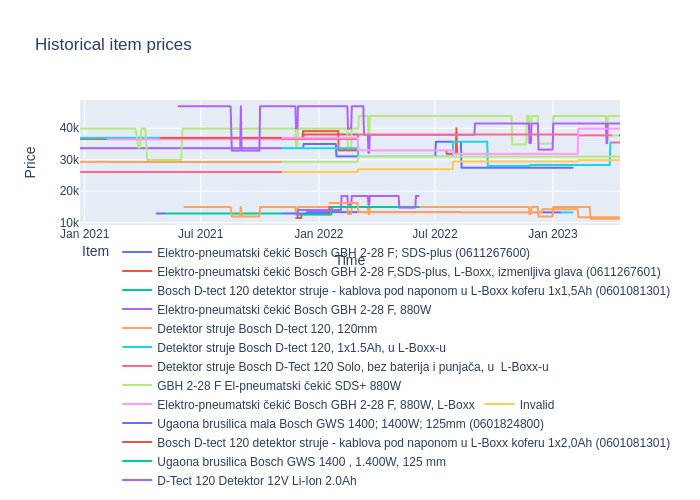 Historical item prices
40k
30k
20k
10k
Price
Jan 2021
Jul 2021
Jan 2022
Jul 2022
Jan 2023
Time
Item
Elektro-pneumatski čekić Bosch GBH 2-28 F; SDS-plus (0611267600)
Elektro-pneumatski čekić Bosch GBH 2-28 F,SDS-plus, L-Boxx, izmenljiva glava (0611267601)
Bosch D-tect 120 detektor struje - kablova pod naponom u L-Boxx koferu 1x1,5Ah (0601081301)
Elektro-pneumatski čekić Bosch GBH 2-28 F, 880W
Detektor struje Bosch D-tect 120, 120mm
Detektor struje Bosch D-tect 120, 1x1.5Ah, u L-Boxx-u
Detektor struje Bosch D-Tect 120 Solo, bez baterija i punjača, u  L-Boxx-u
GBH 2-28 F El-pneumatski čekić SDS+ 880W
Elektro-pneumatski čekić Bosch GBH 2-28 F, 880W, L-Boxx
Invalid
Ugaona brusilica mala Bosch GWS 1400; 1400W; 125mm (0601824800)
Bosch D-tect 120 detektor struje - kablova pod naponom u L-Boxx koferu 1x2,0Ah (0601081301)
Ugaona brusilica Bosch GWS 1400 , 1.400W, 125 mm
D-Tect 120 Detektor 12V Li-Ion 2.0Ah